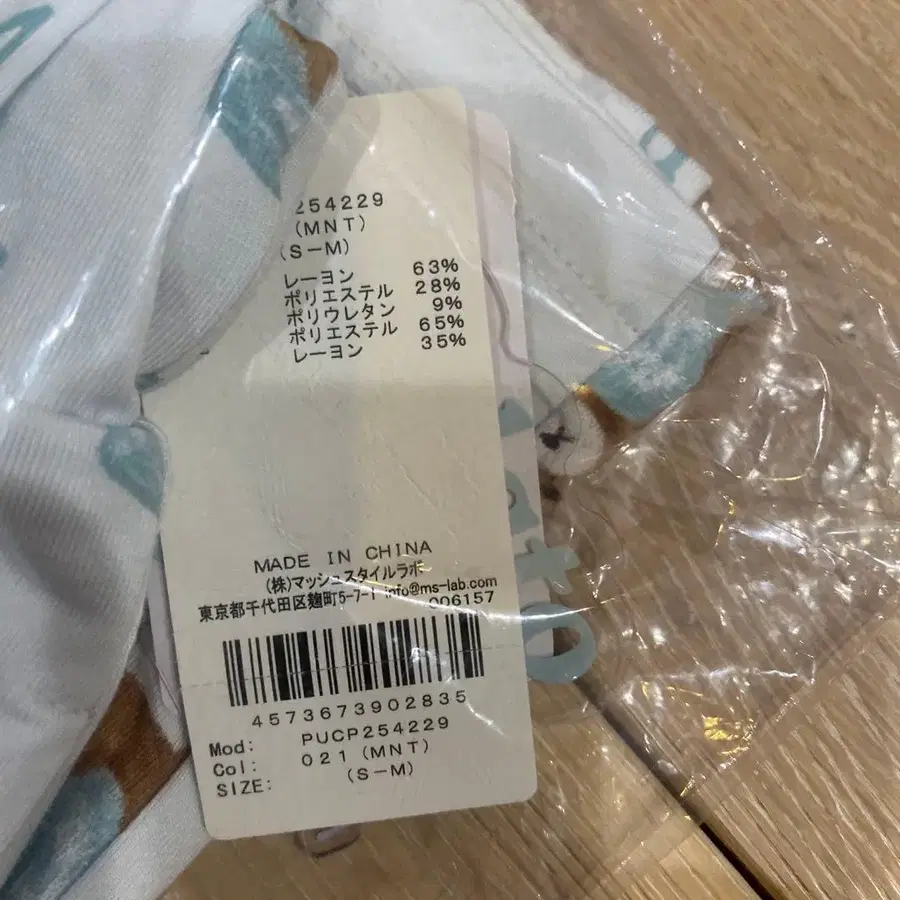 254229
(MNT)
(S-M)
レーヨン 63%
ポリエステル 28%
ポリウレタン 9%
ポリエステル 65%
レーヨン 35%
MADE IN CHINA
(株)マッシュスタイルラボ
東京都千代田区麹町5-7-1 info@ms-lab.com
006157
4573673902835
Mod: PUCP254229
Col: 021(MNT)
SIZE: (S-M)